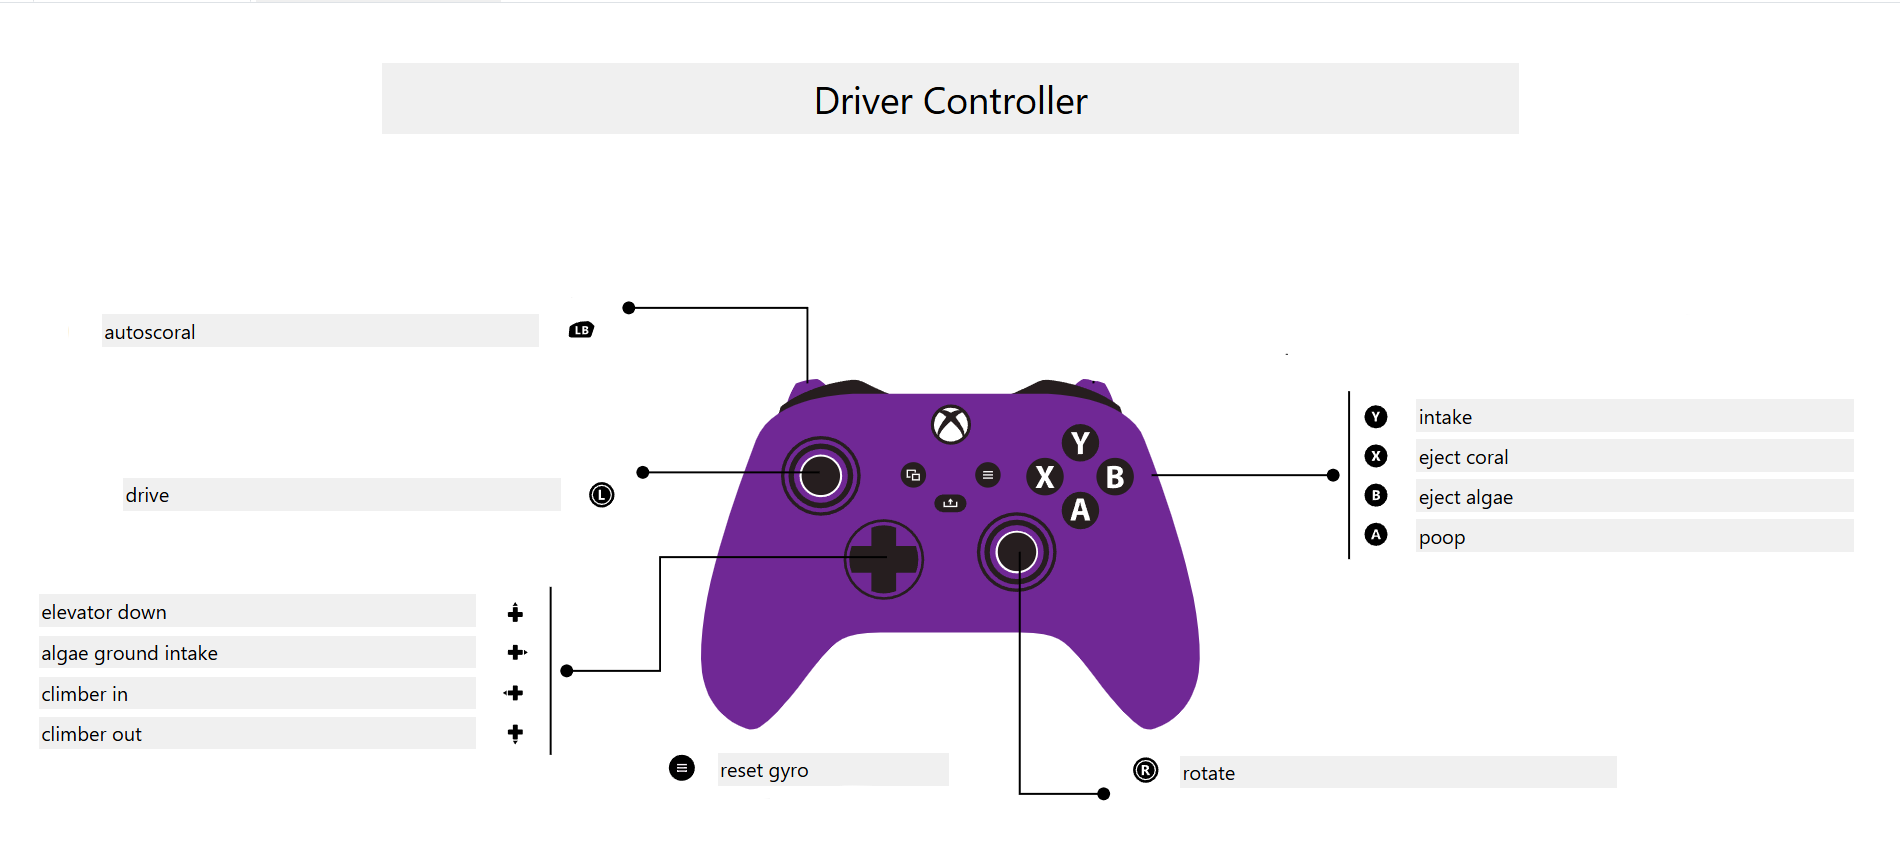 Driver Controller
autoscoral
LB
drive
L
Y
X
B
A
Y intake
X eject coral
B eject algae
A poop
elevator down
algae ground intake
climber in
climber out
reset gyro
R rotate